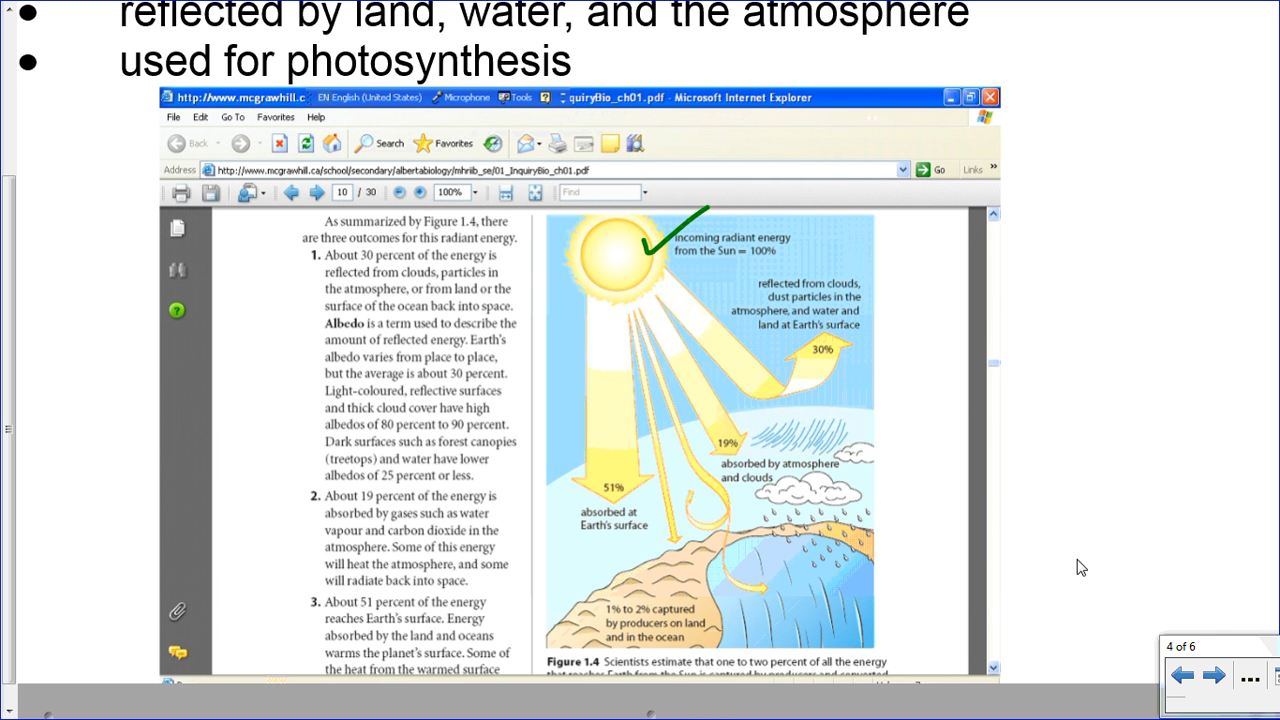 ● reflected by land, water, and the atmosphere
● used for photosynthesis
http://www.mcgrawhill.c EN English (United States) Microphone Tools quiryBio_ch01.pdf - Microsoft Internet Explorer
File Edit Go To Favorites Help
Back Search Favorites
Address http://www.mcgrawhill.ca/school/secondary/albertabiology/mhriib_se/01_InquiryBio_ch01.pdf Go Links »
10 / 30 100% Find
As summarized by Figure 1.4, there
are three outcomes for this radiant energy.
1. About 30 percent of the energy is
reflected from clouds, particles in
the atmosphere, or from land or the
surface of the ocean back into space.
Albedo is a term used to describe the
amount of reflected energy. Earth's
albedo varies from place to place,
but the average is about 30 percent.
Light-coloured, reflective surfaces
and thick cloud cover have high
albedos of 80 percent to 90 percent.
Dark surfaces such as forest canopies
(treetops) and water have lower
albedos of 25 percent or less.
2. About 19 percent of the energy is
absorbed by gases such as water
vapour and carbon dioxide in the
atmosphere. Some of this energy
will heat the atmosphere, and some
will radiate back into space.
3. About 51 percent of the energy
reaches Earth's surface. Energy
absorbed by the land and oceans
warms the planet's surface. Some of
the heat from the warmed surface
incoming radiant energy
from the Sun = 100%
reflected from clouds,
dust particles in the
atmosphere, and water and
land at Earth's surface
30%
19%
absorbed by atmosphere
and clouds
51%
absorbed at
Earth's surface
1% to 2% captured
by producers on land
and in the ocean
Figure 1.4 Scientists estimate that one to two percent of all the energy
that reaches Earth from the Sun is captured by producers and converted
4 of 6